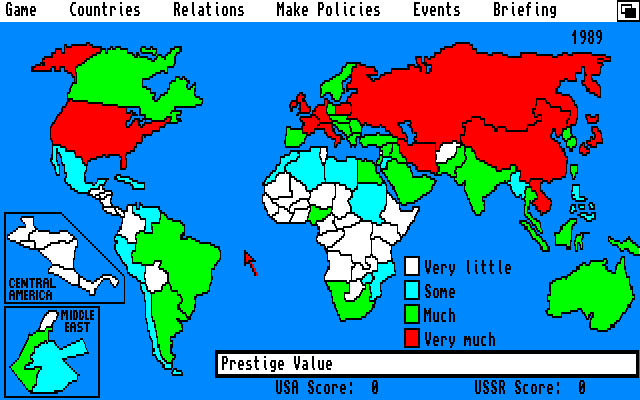 Game Countries Relations Make Policies Events Briefing
1989
CENTRAL
AMERICA
MIDDLE
EAST
Very little
Some
Much
Very much
Prestige Value
USA Score: 0 USSR Score: 0